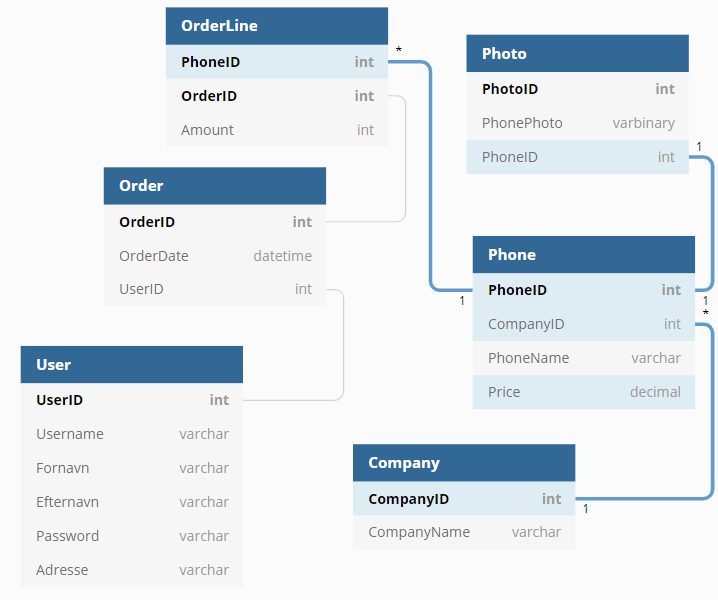 OrderLine
PhoneID int
OrderID int
Amount int
*
Photo
PhotoID int
PhonePhoto varbinary
PhoneID int
1
Order
OrderID int
OrderDate datetime
UserID int
Phone
PhoneID int
CompanyID int
PhoneName varchar
Price decimal
1
1
*
User
UserID int
Username varchar
Fornavn varchar
Efternavn varchar
Password varchar
Adresse varchar
Company
CompanyID int
CompanyName varchar
1